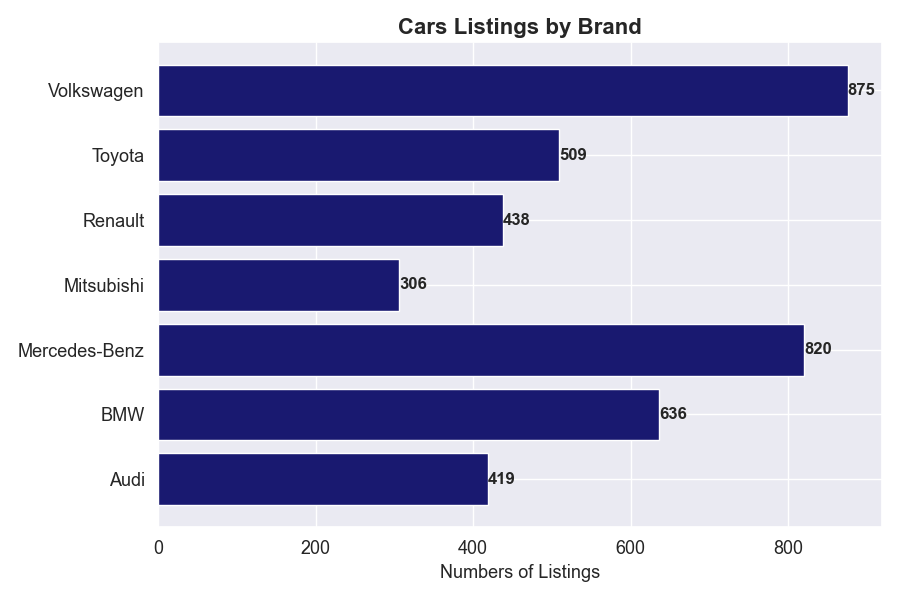 Cars Listings by Brand
Volkswagen 875
Toyota 509
Renault 438
Mitsubishi 306
Mercedes-Benz 820
BMW 636
Audi 419
0 200 400 600 800
Numbers of Listings